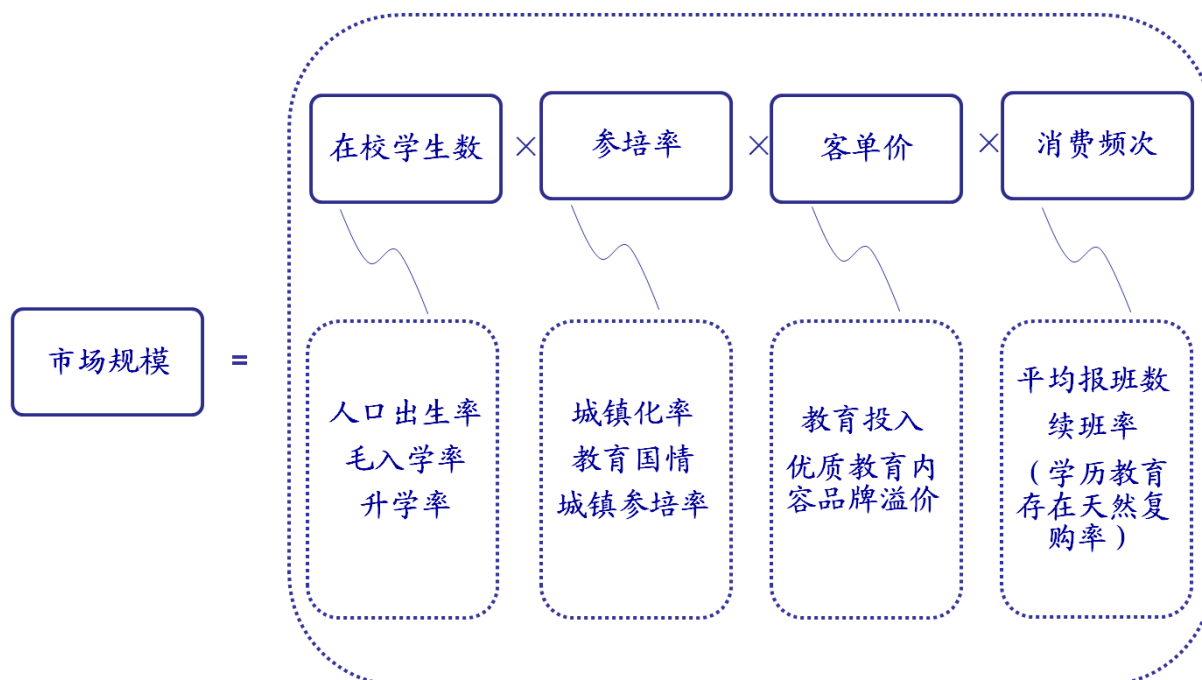 在校学生数
×
参培率
×
客单价
×
消费频次
市场规模
=
人口出生率
毛入学率
升学率
城镇化率
教育国情
城镇参培率
教育投入
优质教育内
容品牌溢价
平均报班数
续班率
(学历教育
存在天然复
购率)